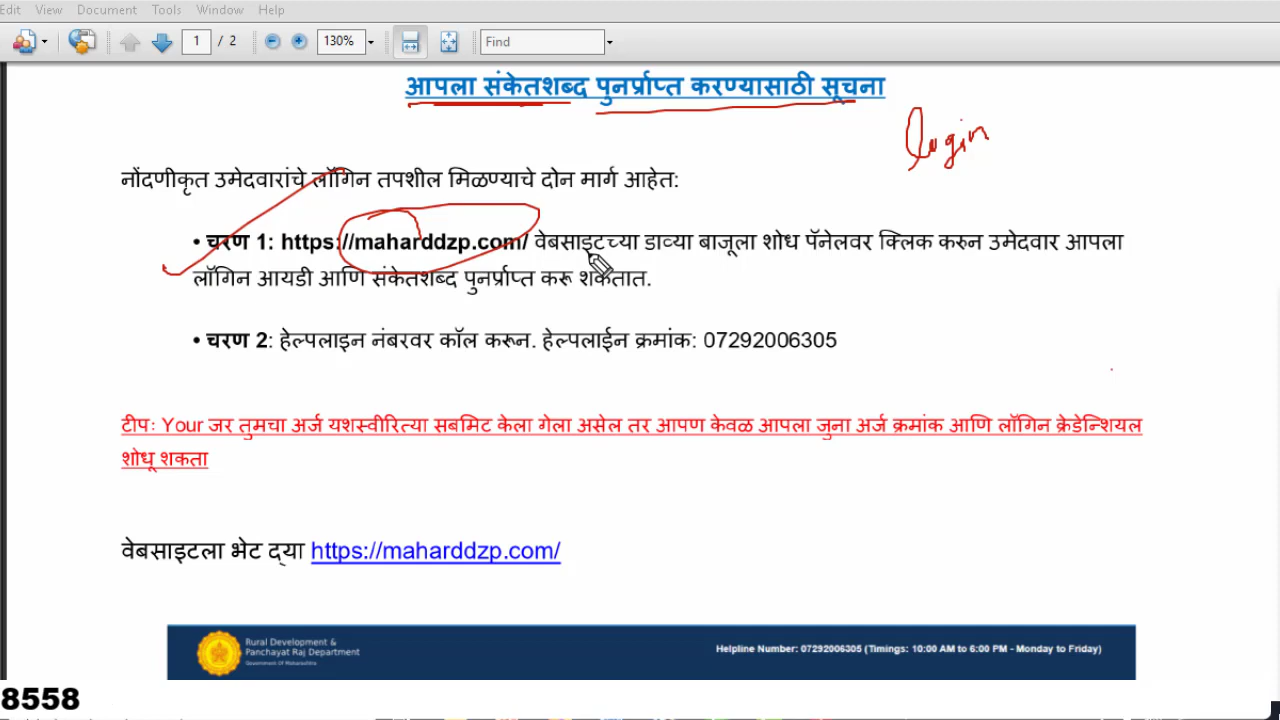 Edit View Document Tools Window Help
1 / 2 130% Find
आपला संकेतशब्द पुनर्प्राप्त करण्यासाठी सूचना
login
नोंदणीकृत उमेदवारांचे लॉगिन तपशील मिळण्याचे दोन मार्ग आहेत:
• चरण 1: https://maharddzp.com/ वेबसाइटच्या डाव्या बाजूला शोध पॅनेलवर क्लिक करुन उमेदवार आपला
लॉगिन आयडी आणि संकेतशब्द पुनर्प्राप्त करू शकतात.
• चरण 2: हेल्पलाइन नंबरवर कॉल करून. हेल्पलाईन क्रमांक: 07292006305
टीप: Your जर तुमचा अर्ज यशस्वीरित्या सबमिट केला गेला असेल तर आपण केवळ आपला जुना अर्ज क्रमांक आणि लॉगिन क्रेडेन्शियल
शोधू शकता
वेबसाइटला भेट द्या https://maharddzp.com/
Rural Development &
Panchayat Raj Department
Government Of Maharashtra
Helpline Number: 07292006305 (Timings: 10:00 AM to 6:00 PM - Monday to Friday)
8558